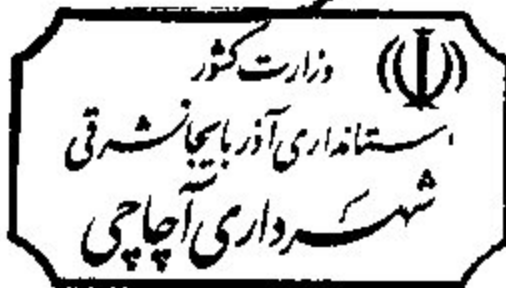 وزارت کشور
استانداری آذربایجانشرقی
شهرداری آچاچی